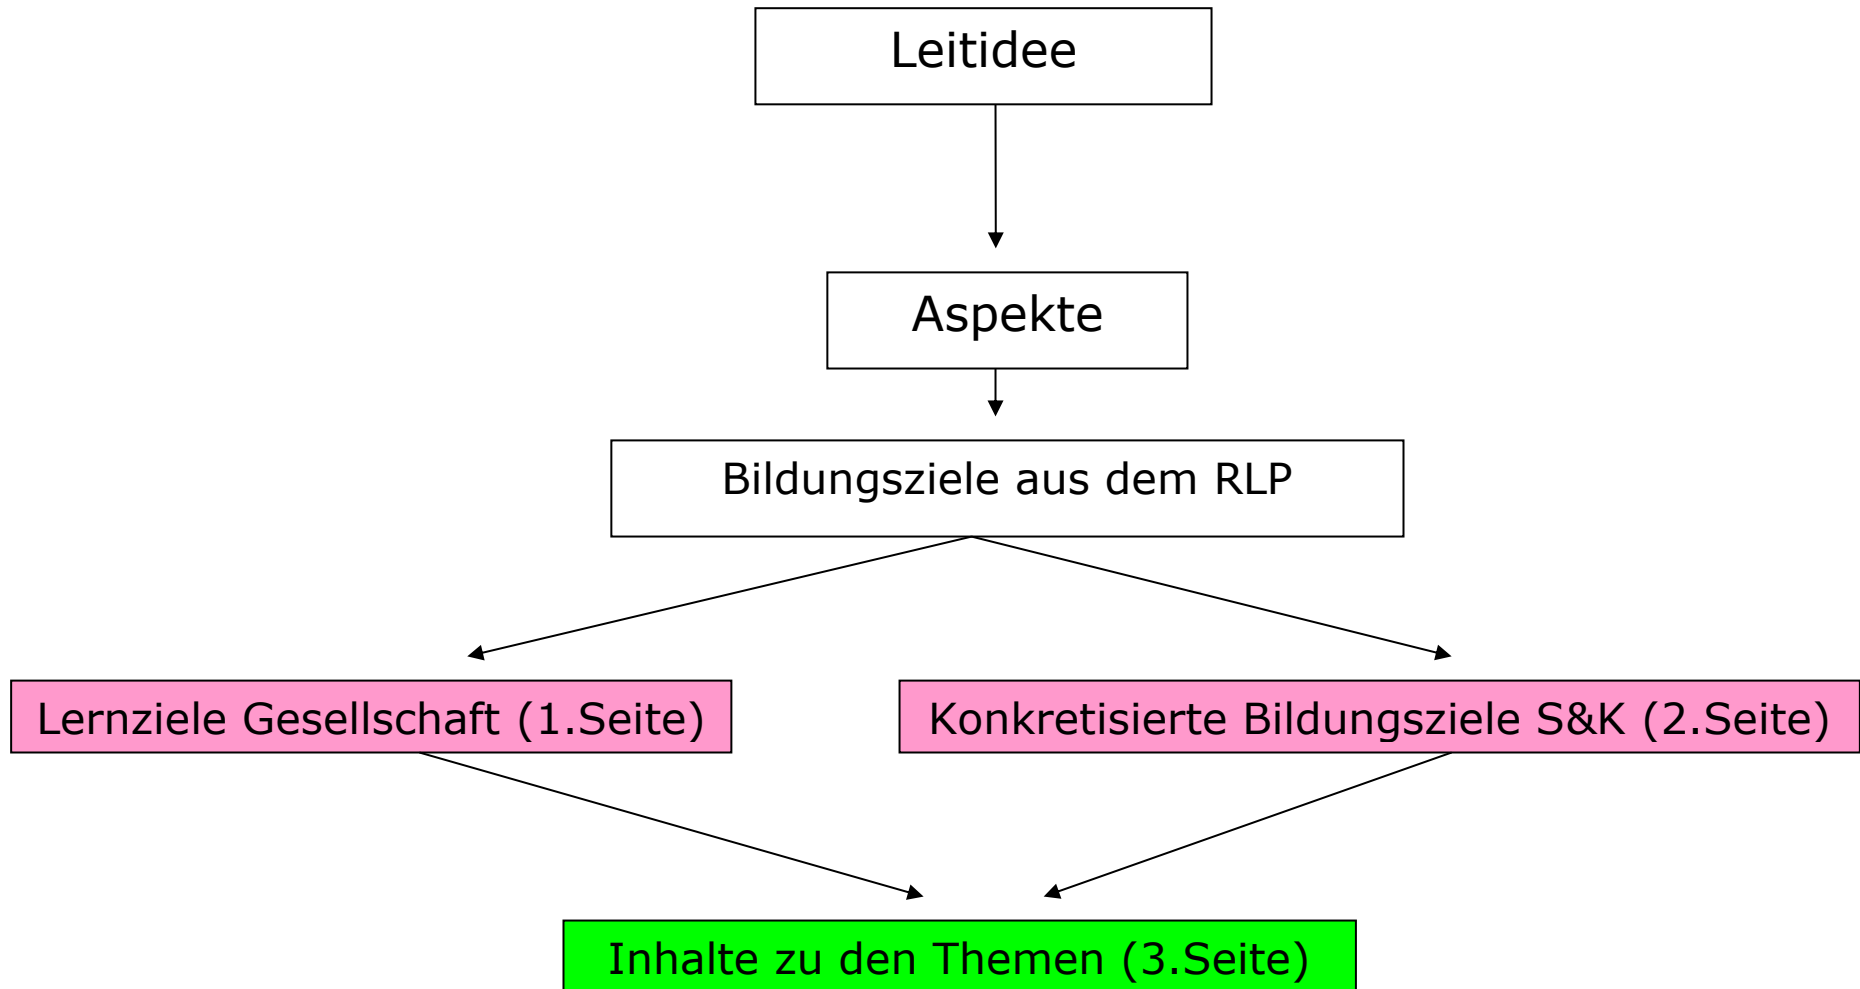 Leitidee
Aspekte
Bildungsziele aus dem RLP
Lernziele Gesellschaft (1.Seite)
Konkretisierte Bildungsziele S&K (2.Seite)
Inhalte zu den Themen (3.Seite)